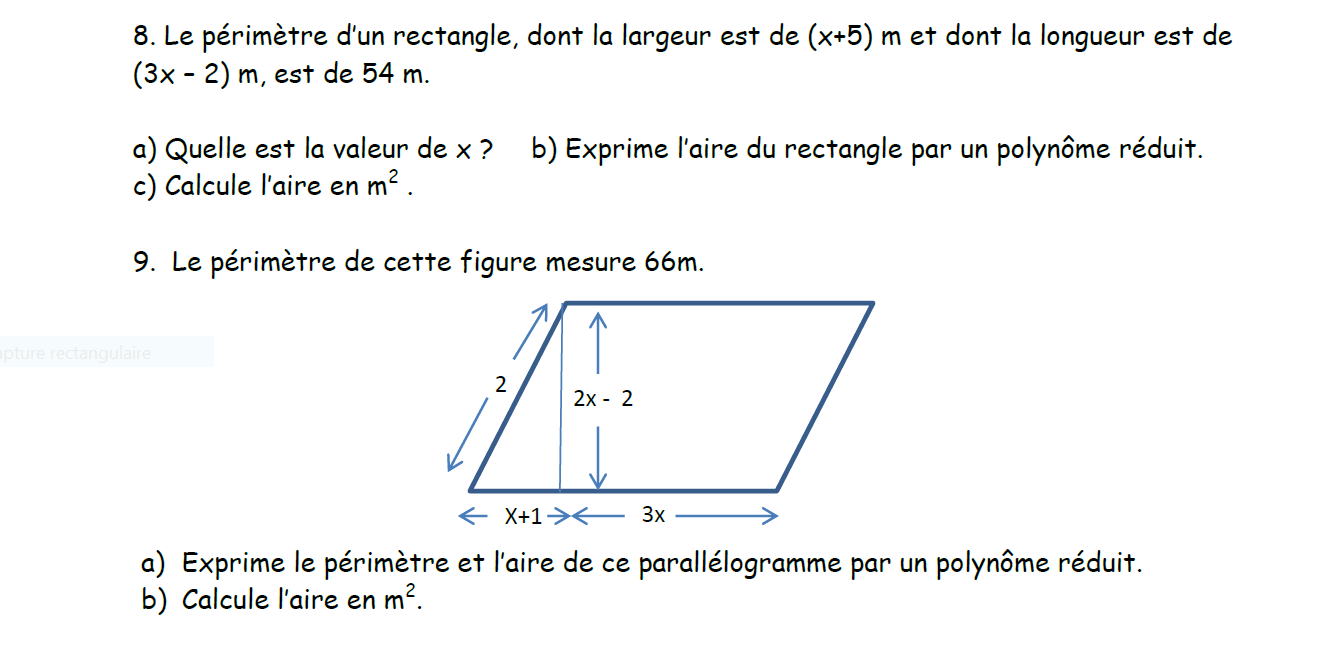 8. Le périmètre d'un rectangle, dont la largeur est de (x+5) m et dont la longueur est de
(3x – 2) m, est de 54 m.
a) Quelle est la valeur de x ? b) Exprime l'aire du rectangle par un polynôme réduit.
c) Calcule l'aire en m² .
9. Le périmètre de cette figure mesure 66m.
pture rectangulaire
2
2x - 2
X+1
3x
a) Exprime le périmètre et l'aire de ce parallélogramme par un polynôme réduit.
b) Calcule l'aire en m².